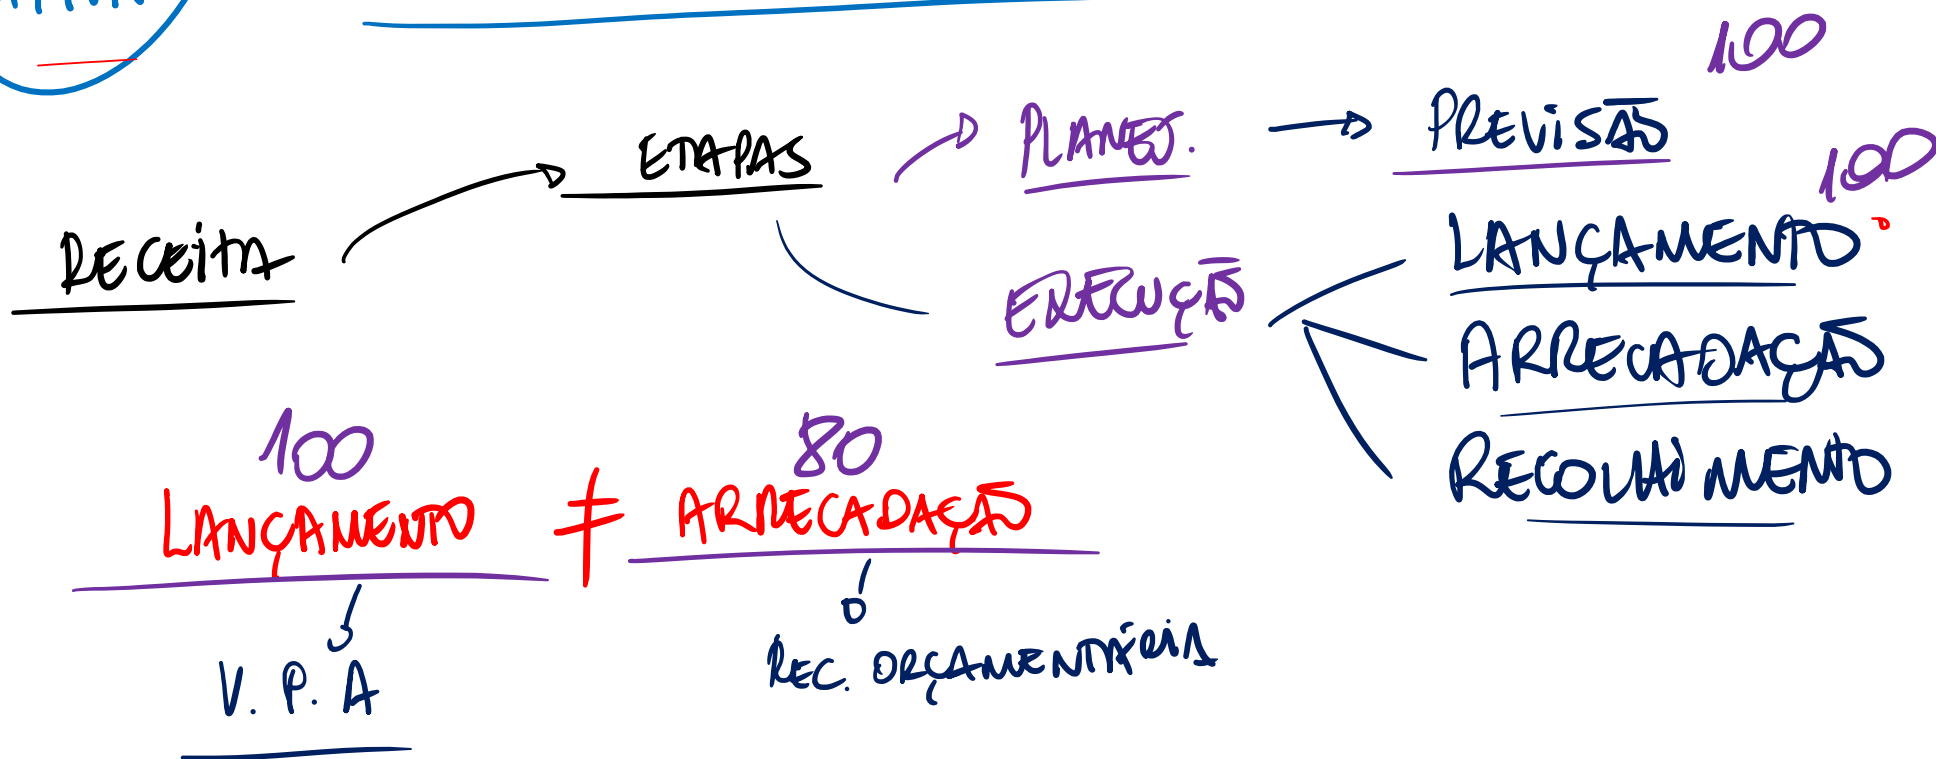 100
ETAPAS PLANEJ. PREVISÃO
100
RECEITA LANÇAMENTO
EXECUÇÃO
ARRECADAÇÃO
100 80 RECOLHIMENTO
LANÇAMENTO ≠ ARRECADAÇÃO
V. P. A REC. ORÇAMENTÁRIA